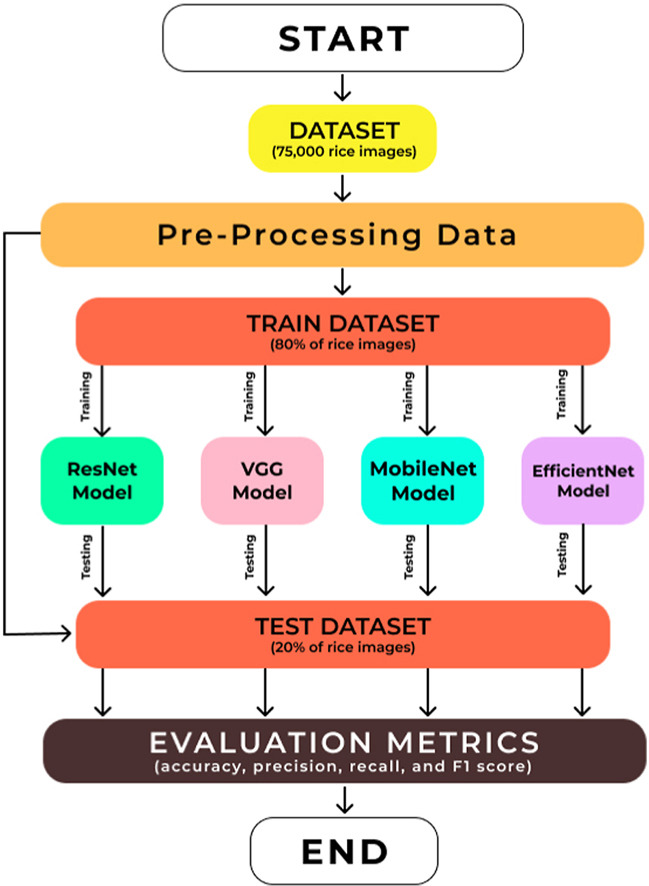 START
DATASET
(75,000 rice images)
Pre-Processing Data
TRAIN DATASET
(80% of rice images)
Training
Training
Training
Training
ResNet
Model
VGG
Model
MobileNet
Model
EfficientNet
Model
Testing
Testing
Testing
Testing
TEST DATASET
(20% of rice images)
EVALUATION METRICS
(accuracy, precision, recall, and F1 score)
END